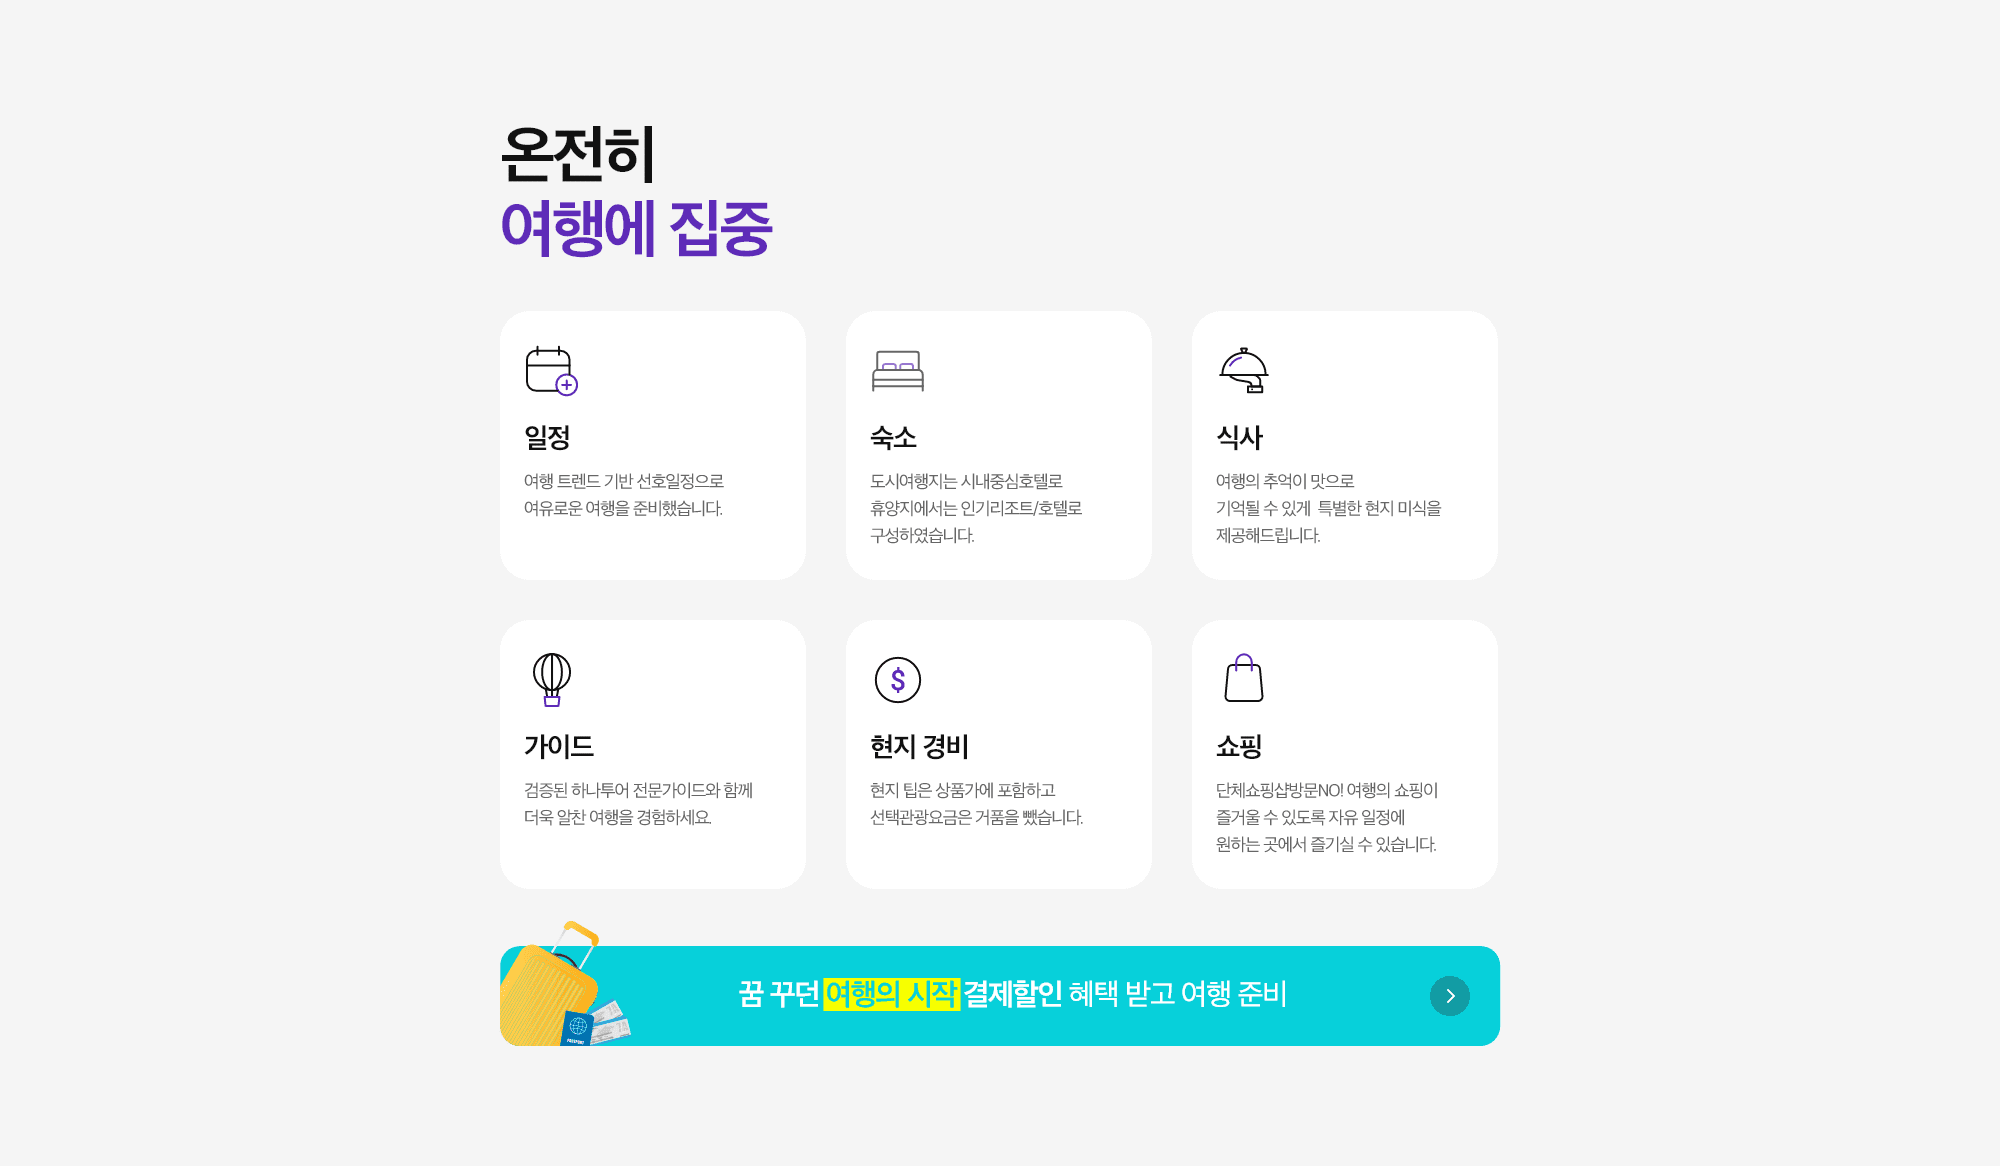 온전히
여행에 집중
일정
여행 트렌드 기반 선호일정으로
여유로운 여행을 준비했습니다.
숙소
도시여행지는 시내중심호텔로
휴양지에서는 인기리조트/호텔로
구성하였습니다.
식사
여행의 추억이 맛으로
기억될 수 있게  특별한 현지 미식을
제공해드립니다.
가이드
검증된 하나투어 전문가이드와 함께
더욱 알찬 여행을 경험하세요.
현지 경비
현지 팁은 상품가에 포함하고
선택관광요금은 거품을 뺐습니다.
쇼핑
단체쇼핑샵방문NO! 여행의 쇼핑이
즐거울 수 있도록 자유 일정에
원하는 곳에서 즐기실 수 있습니다.
꿈 꾸던 여행의 시작 결제할인 혜택 받고 여행 준비
PASSPORT